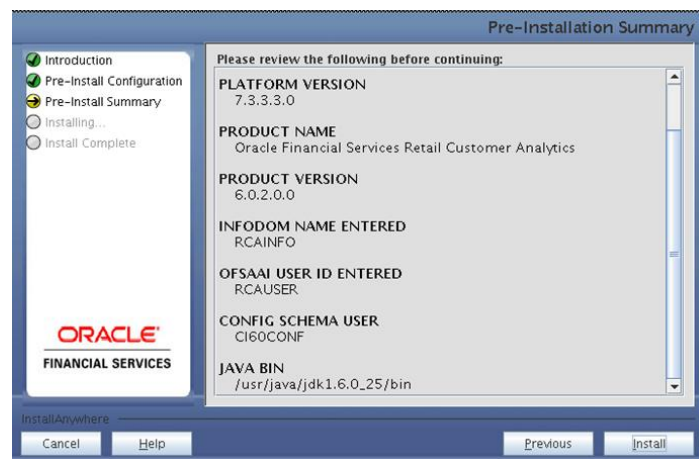 Pre-Installation Summary
Introduction
Pre-Install Configuration
Pre-Install Summary
Installing...
Install Complete
ORACLE
FINANCIAL SERVICES
Please review the following before continuing:
PLATFORM VERSION
7.3.3.3.0
PRODUCT NAME
Oracle Financial Services Retail Customer Analytics
PRODUCT VERSION
6.0.2.0.0
INFODOM NAME ENTERED
RCAINFO
OFSAAI USER ID ENTERED
RCAUSER
CONFIG SCHEMA USER
CI60CONF
JAVA BIN
/usr/java/jdk1.6.0_25/bin
InstallAnywhere
Cancel
Help
Previous
Install